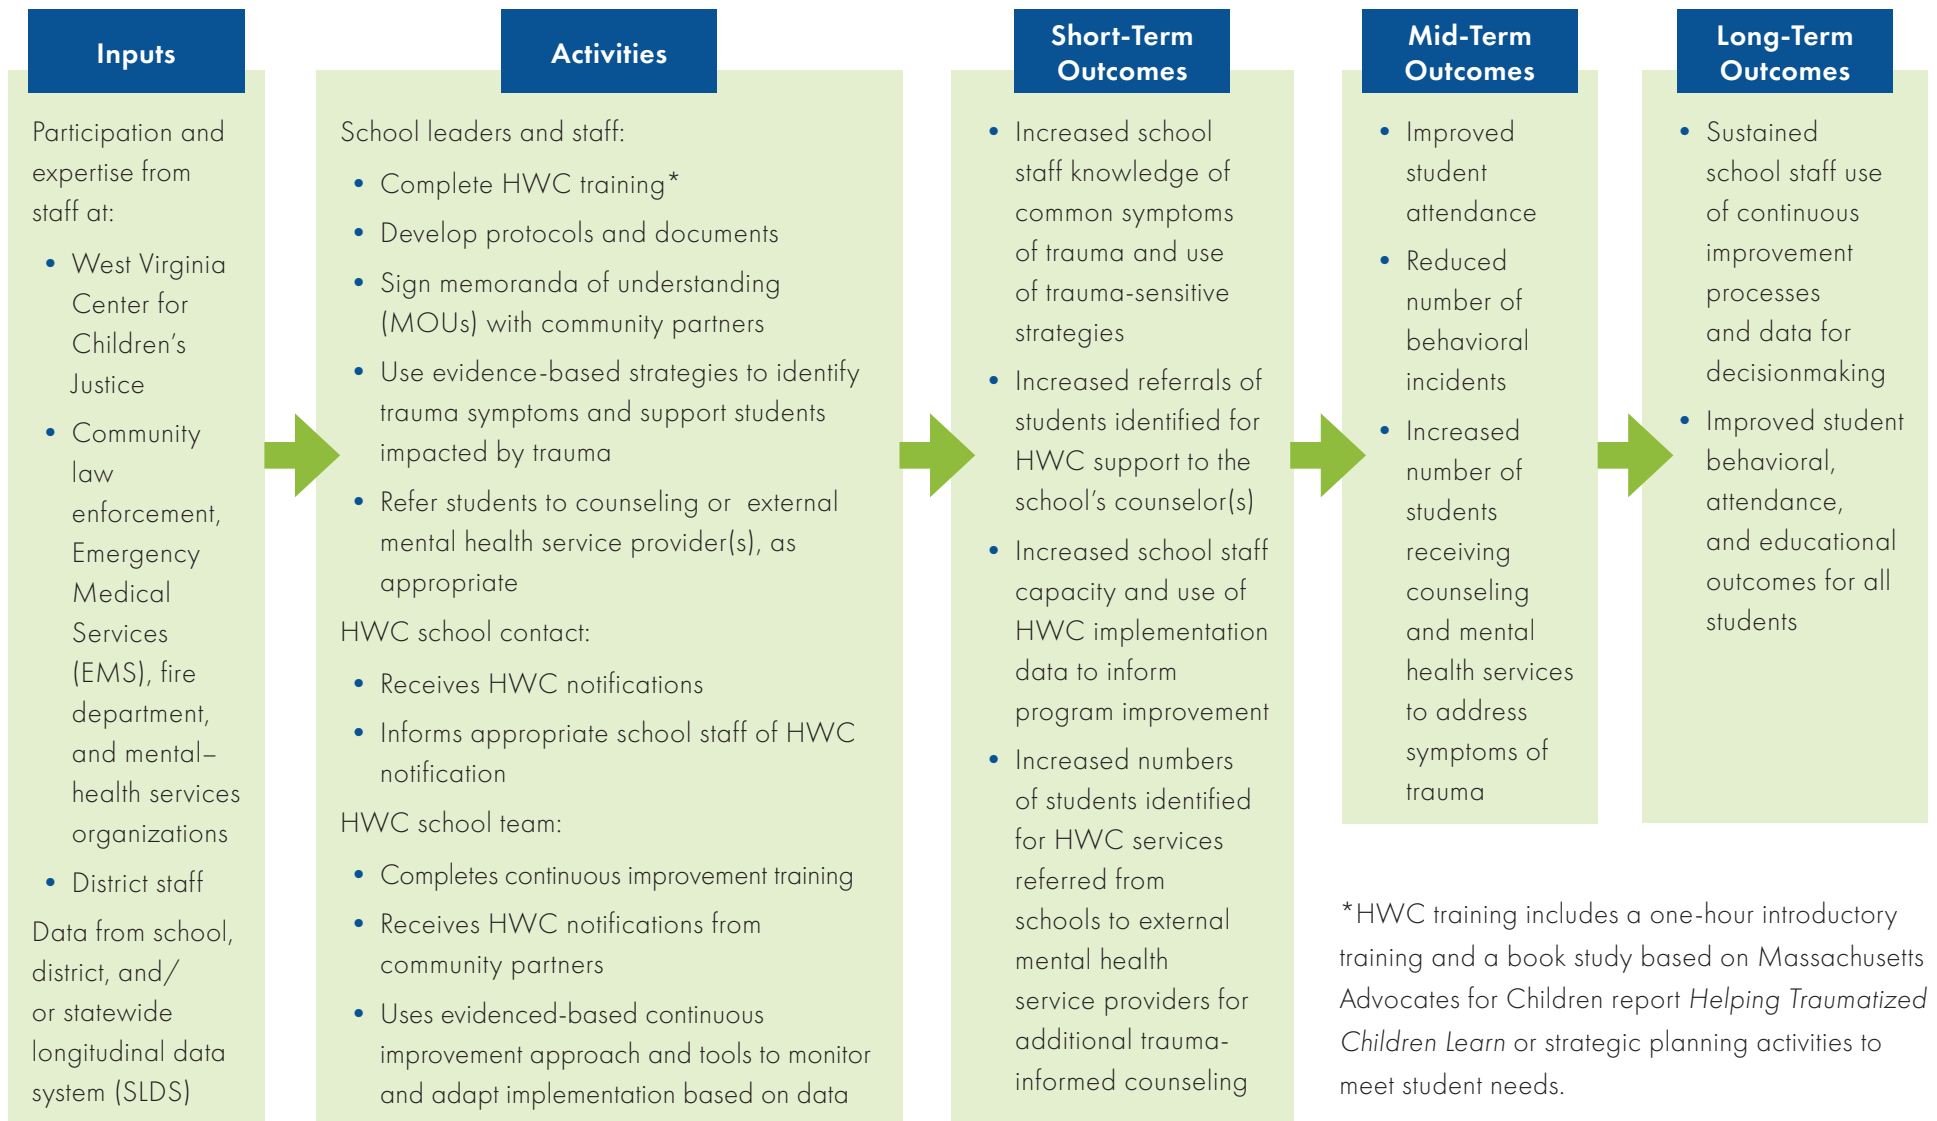 Inputs
Participation and
expertise from
staff at:
• West Virginia
Center for
Children’s
Justice
• Community
law
enforcement,
Emergency
Medical
Services
(EMS), fire
department,
and mental–
health services
organizations
• District staff
Data from school,
district, and/
or statewide
longitudinal data
system (SLDS)
Activities
School leaders and staff:
• Complete HWC training*
• Develop protocols and documents
• Sign memoranda of understanding
(MOUs) with community partners
• Use evidence-based strategies to identify
trauma symptoms and support students
impacted by trauma
• Refer students to counseling or external
mental health service provider(s), as
appropriate
HWC school contact:
• Receives HWC notifications
• Informs appropriate school staff of HWC
notification
HWC school team:
• Completes continuous improvement training
• Receives HWC notifications from
community partners
• Uses evidenced-based continuous
improvement approach and tools to monitor
and adapt implementation based on data
Short-Term
Outcomes
• Increased school
staff knowledge of
common symptoms
of trauma and use
of trauma-sensitive
strategies
• Increased referrals of
students identified for
HWC support to the
school’s counselor(s)
• Increased school staff
capacity and use of
HWC implementation
data to inform
program improvement
• Increased numbers
of students identified
for HWC services
referred from
schools to external
mental health
service providers for
additional trauma-
informed counseling
Mid-Term
Outcomes
• Improved
student
attendance
• Reduced
number of
behavioral
incidents
• Increased
number of
students
receiving
counseling
and mental
health services
to address
symptoms of
trauma
Long-Term
Outcomes
• Sustained
school staff use
of continuous
improvement
processes
and data for
decisionmaking
• Improved student
behavioral,
attendance,
and educational
outcomes for all
students
*HWC training includes a one-hour introductory
training and a book study based on Massachusetts
Advocates for Children report Helping Traumatized
Children Learn or strategic planning activities to
meet student needs.